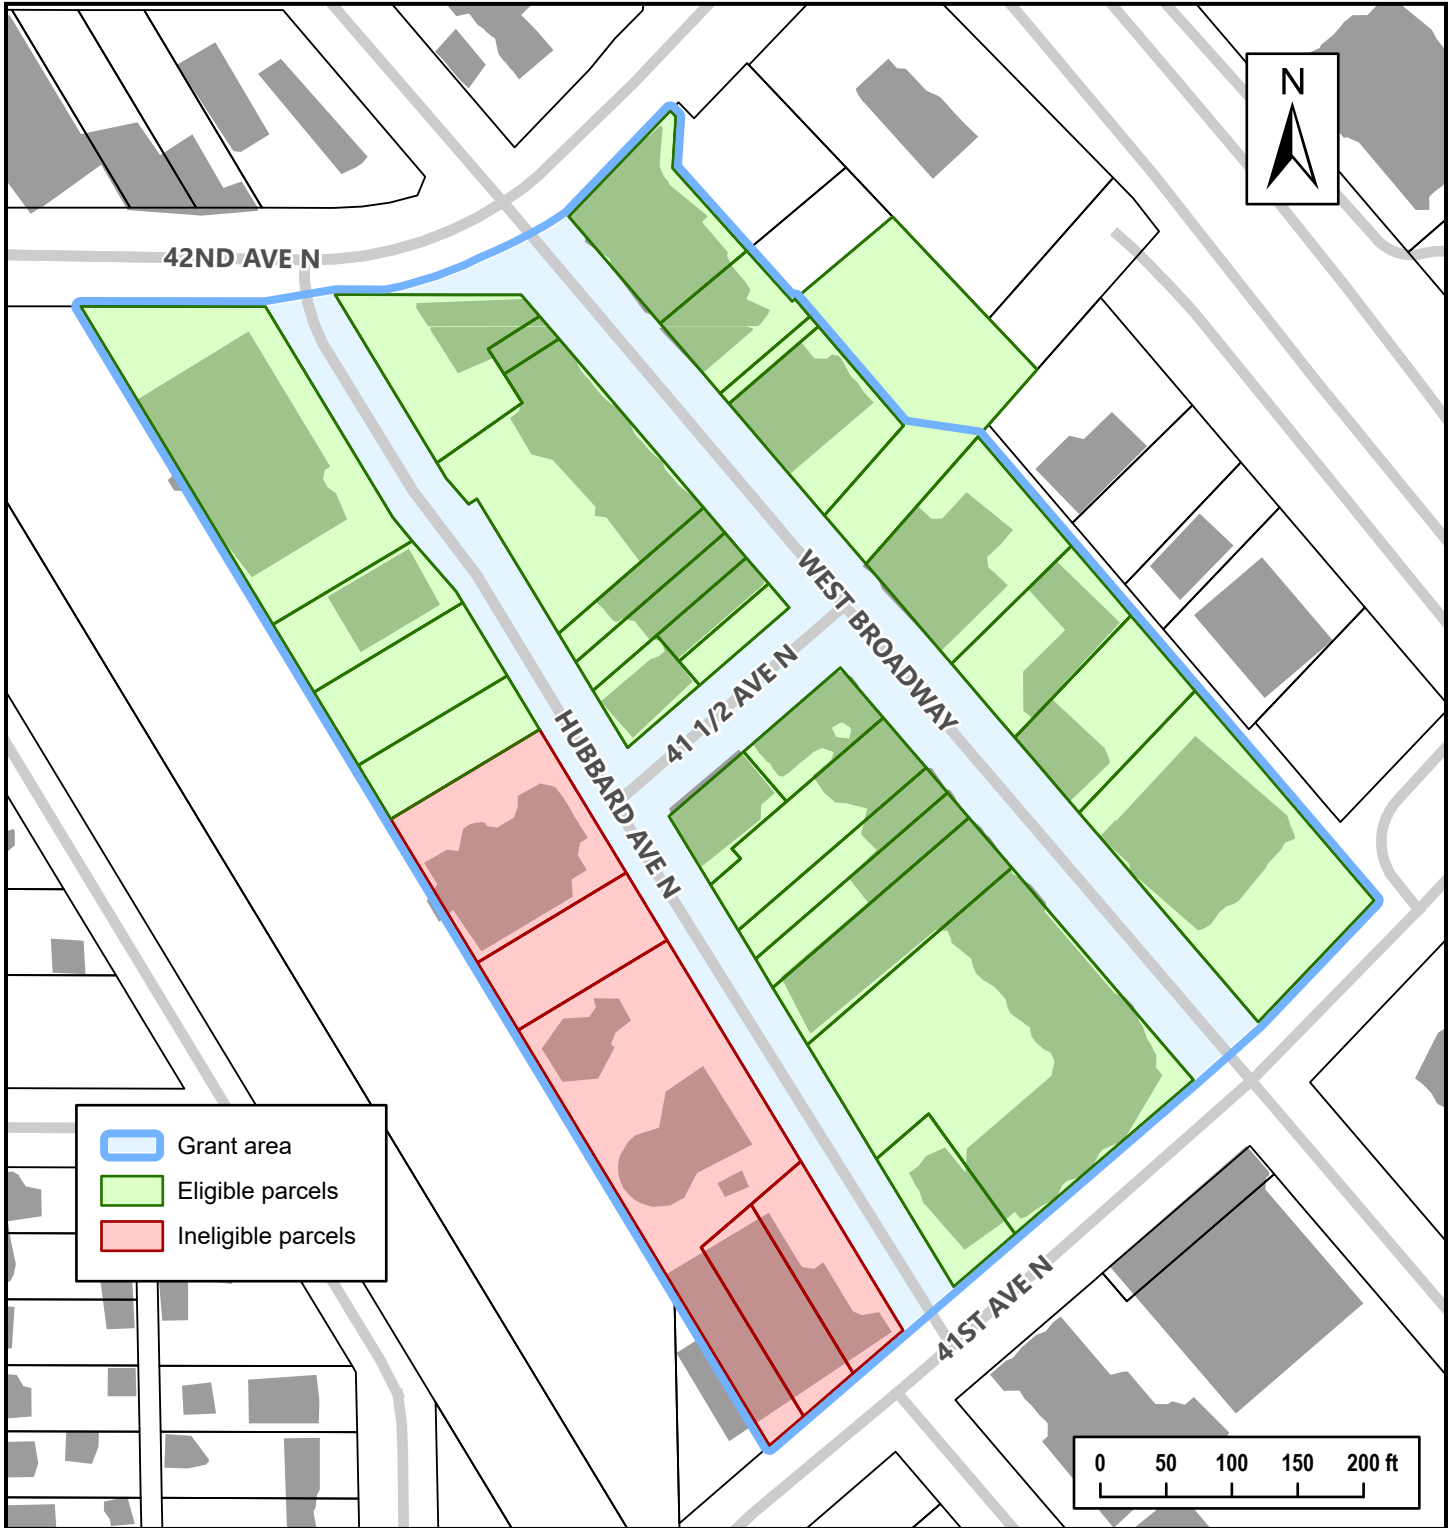 N
42ND AVE N
WEST BROADWAY
41 1/2 AVE N
HUBBARD AVE N
41ST AVE N
Grant area
Eligible parcels
Ineligible parcels
0 50 100 150 200 ft